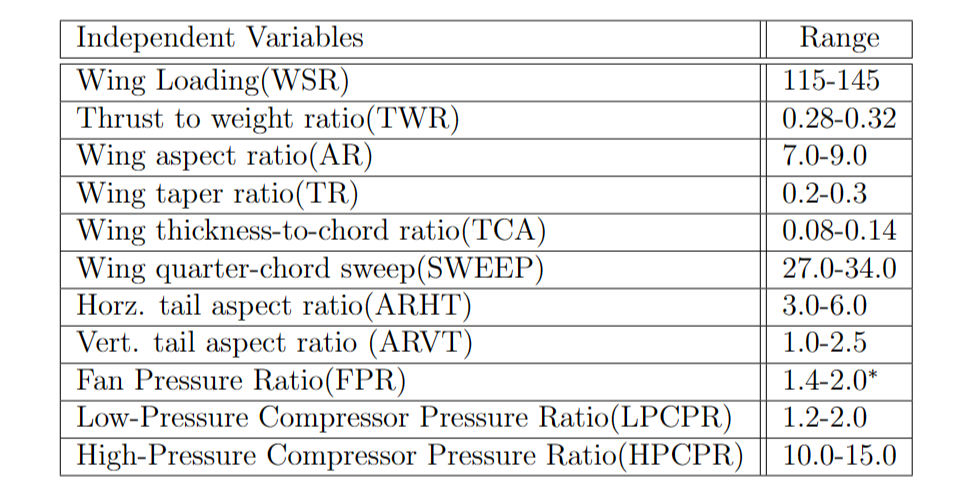 Independent Variables Range
Wing Loading(WSR) 115-145
Thrust to weight ratio(TWR) 0.28-0.32
Wing aspect ratio(AR) 7.0-9.0
Wing taper ratio(TR) 0.2-0.3
Wing thickness-to-chord ratio(TCA) 0.08-0.14
Wing quarter-chord sweep(SWEEP) 27.0-34.0
Horz. tail aspect ratio(ARHT) 3.0-6.0
Vert. tail aspect ratio (ARVT) 1.0-2.5
Fan Pressure Ratio(FPR) 1.4-2.0*
Low-Pressure Compressor Pressure Ratio(LPCPR) 1.2-2.0
High-Pressure Compressor Pressure Ratio(HPCPR) 10.0-15.0